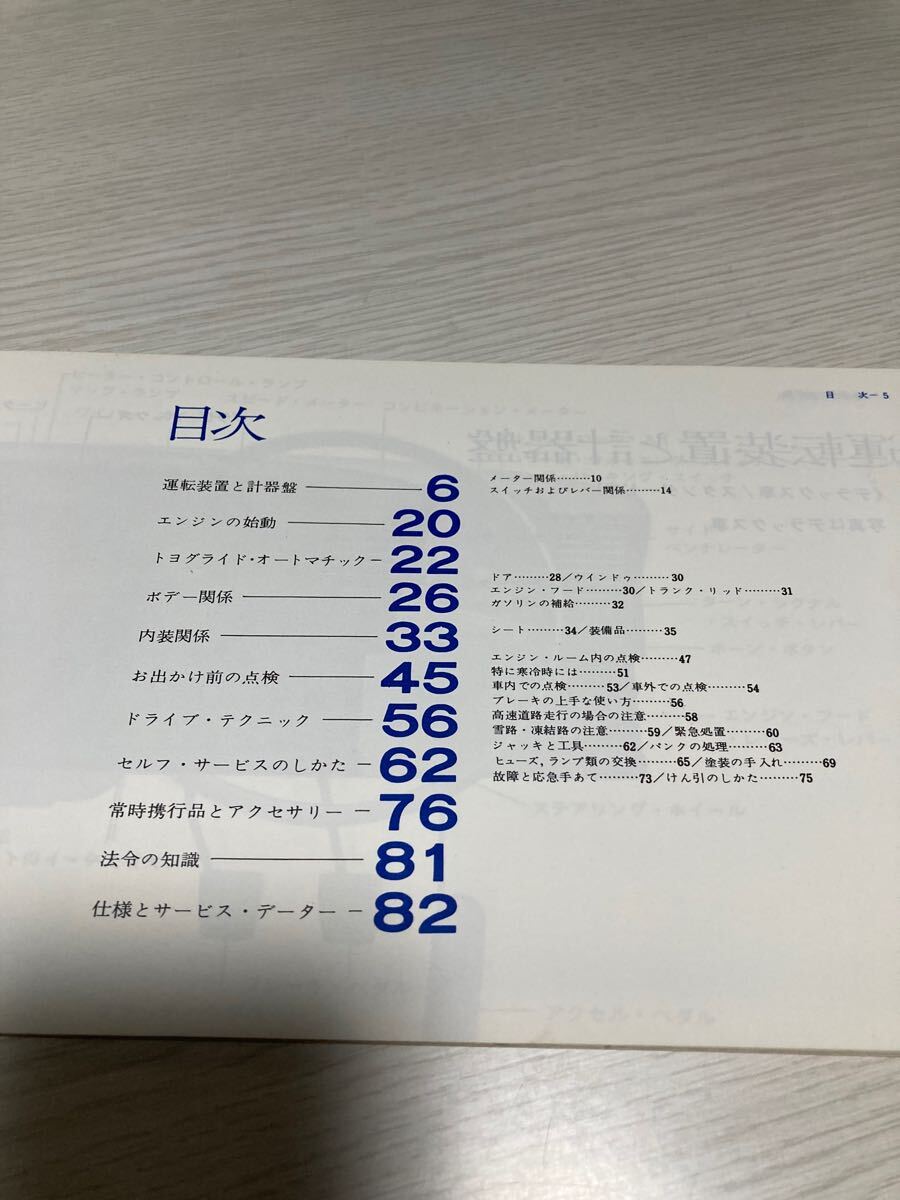 目 次−5
目次
運転装置と計器盤 6
エンジンの始動 20
トヨグライド・オートマチック 22
ボデー関係 26
内装関係 33
お出かけ前の点検 45
ドライブ・テクニック 56
セルフ・サービスのしかた 62
常時携行品とアクセサリー 76
法令の知識 81
仕様とサービス・データー 82
メーター関係………10
スイッチおよびレバー関係………14
ドア………28/ウインドゥ………30
エンジン・フード………30/トランク・リッド………31
ガソリンの補給………32
シート………34/装備品………35
エンジン・ルーム内の点検………47
特に寒冷時には………51
車内での点検………53/車外での点検………54
ブレーキの上手な使い方………56
高速道路走行の場合の注意………58
雪路・凍結路の注意………59/緊急処置………60
ジャッキと工具………62/パンクの処理………63
ヒューズ,ランプ類の交換………65/塗装の手入れ………69
故障と応急手あて………73/けん引のしかた………75